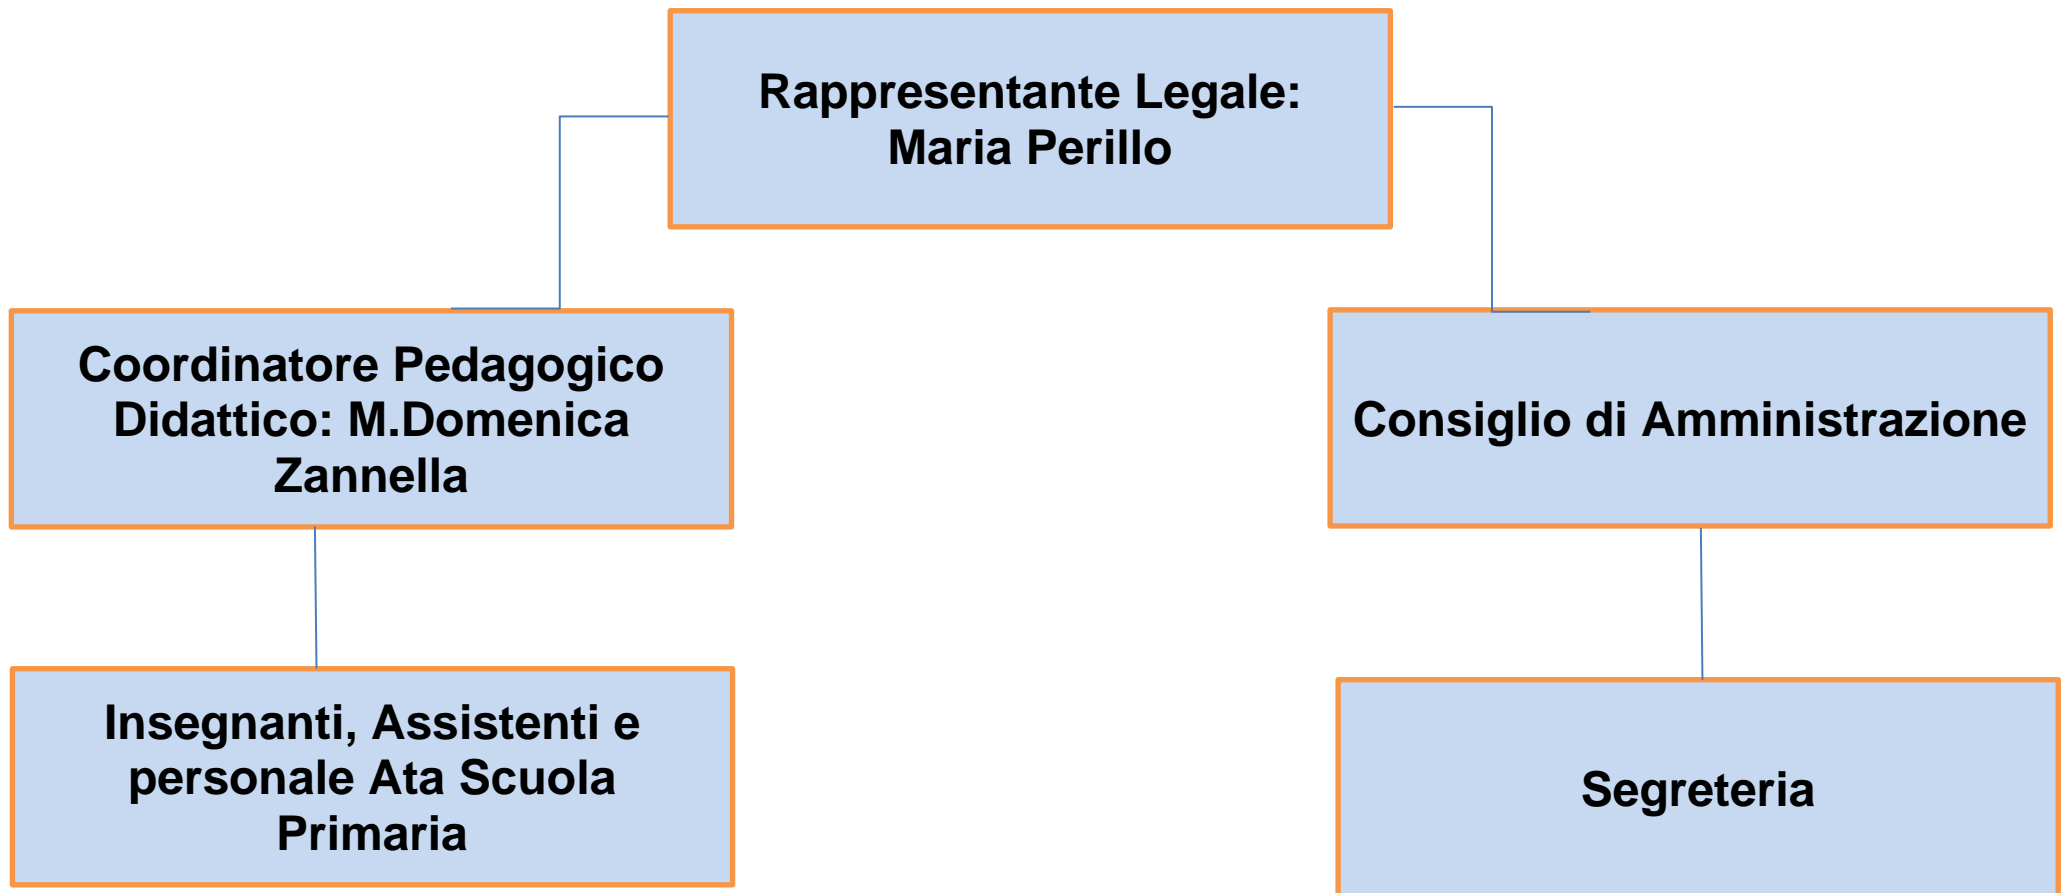 Rappresentante Legale:
Maria Perillo
Coordinatore Pedagogico
Didattico: M.Domenica
Zannella
Consiglio di Amministrazione
Insegnanti, Assistenti e
personale Ata Scuola
Primaria
Segreteria